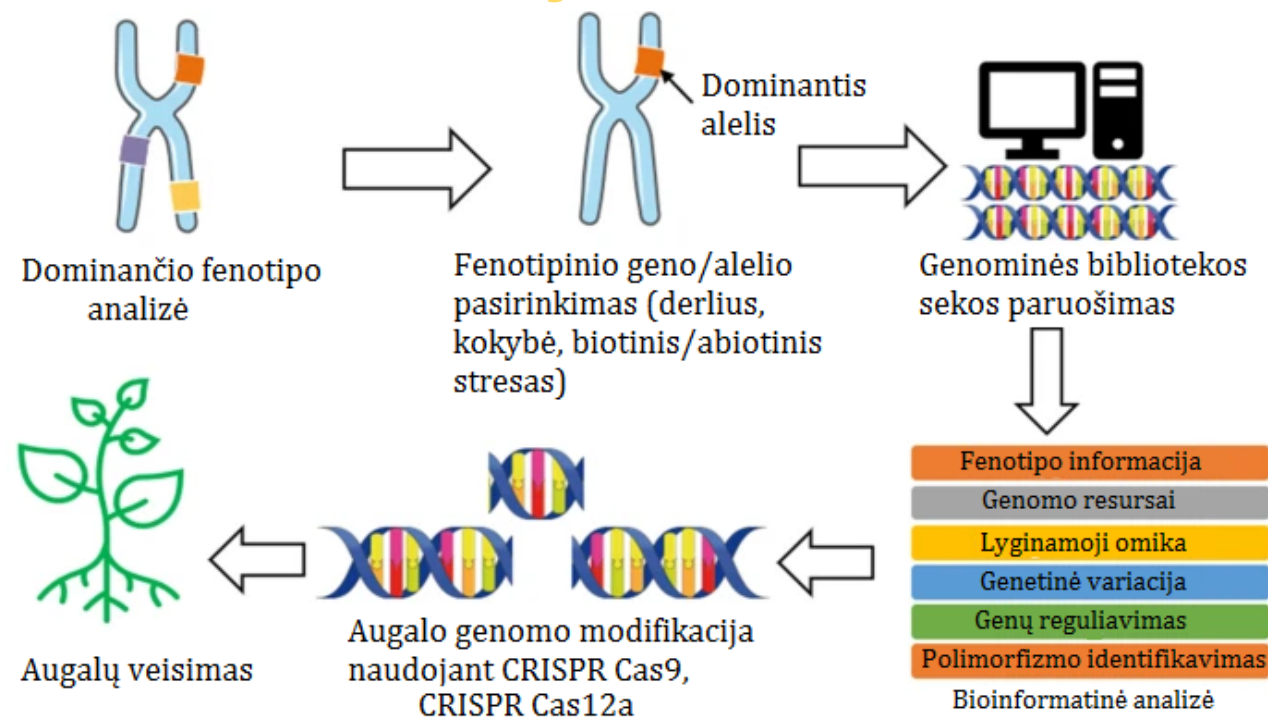 Dominančio fenotipo
analizė
Dominantis
alelis
Fenotipinio geno/alelio
pasirinkimas (derlius,
kokybė, biotinis/abiotinis
stresas)
Genominės bibliotekos
sekos paruošimas
Fenotipo informacija
Genomo resursai
Lyginamoji omika
Genetinė variacija
Genų reguliavimas
Polimorfizmo identifikavimas
Bioinformatinė analizė
Augalo genomo modifikacija
naudojant CRISPR Cas9,
CRISPR Cas12a
Augalų veisimas